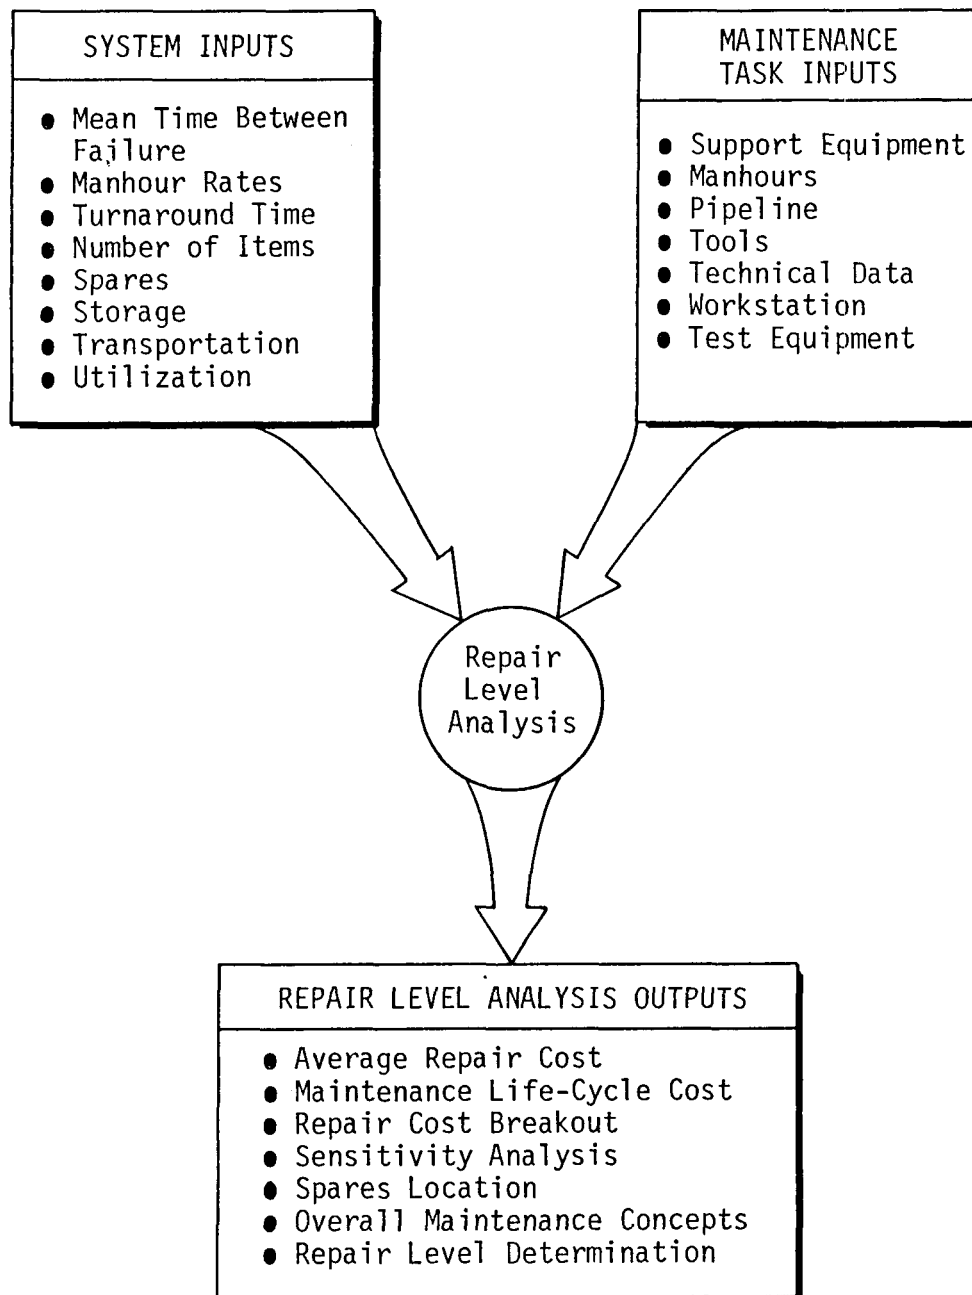 SYSTEM INPUTS
● Mean Time Between
Failure
● Manhour Rates
● Turnaround Time
● Number of Items
● Spares
● Storage
● Transportation
● Utilization
MAINTENANCE
TASK INPUTS
● Support Equipment
● Manhours
● Pipeline
● Tools
● Technical Data
● Workstation
● Test Equipment
Repair
Level
Analysis
REPAIR LEVEL ANALYSIS OUTPUTS
● Average Repair Cost
● Maintenance Life-Cycle Cost
● Repair Cost Breakout
● Sensitivity Analysis
● Spares Location
● Overall Maintenance Concepts
● Repair Level Determination